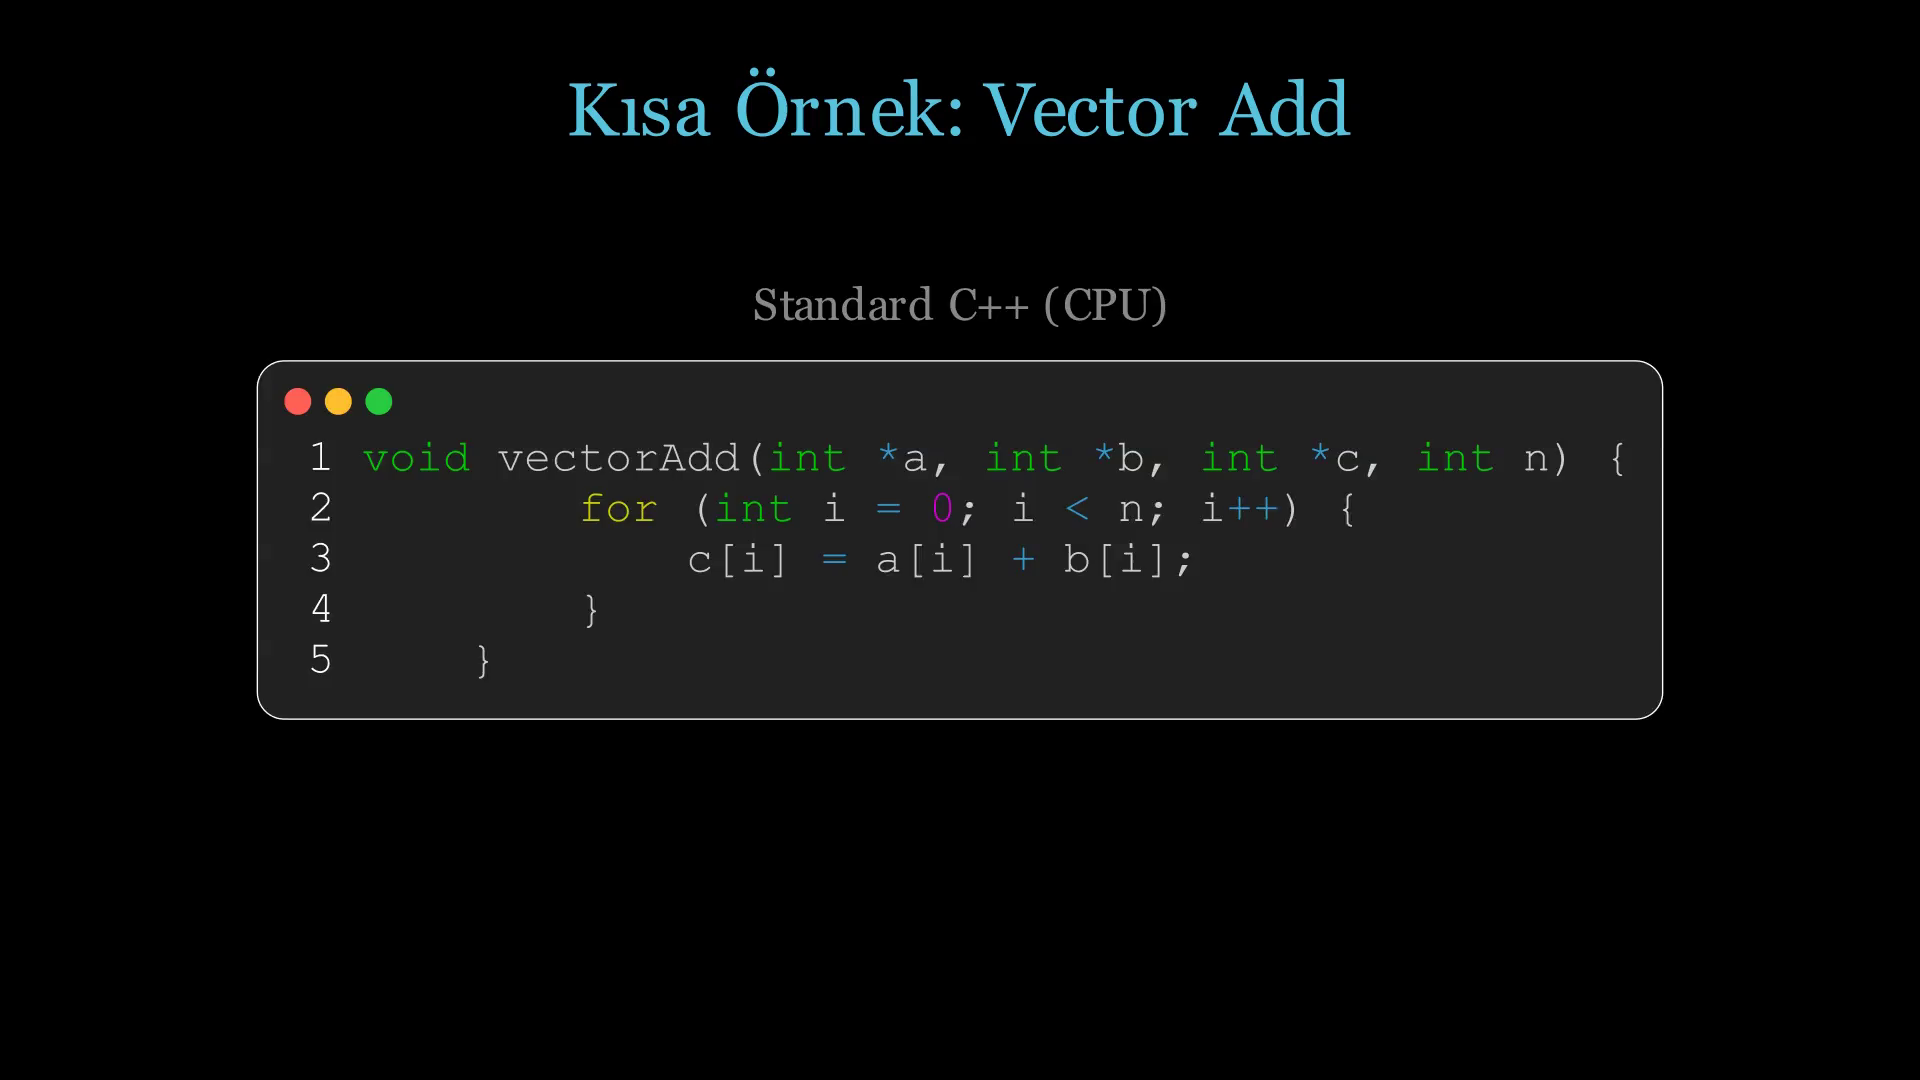 Kısa Örnek: Vector Add
Standard C++ (CPU)
1 void vectorAdd(int *a, int *b, int *c, int n) {
2         for (int i = 0; i < n; i++) {
3             c[i] = a[i] + b[i];
4         }
5     }